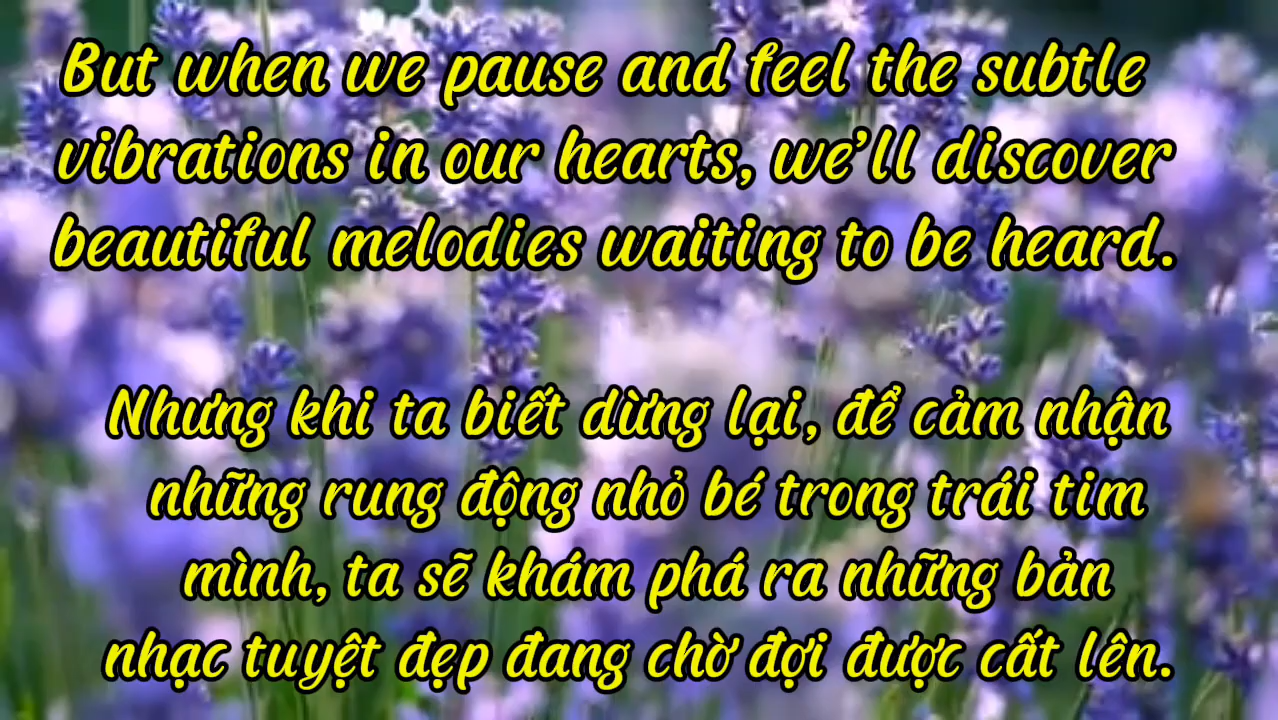 But when we pause and feel the subtle
vibrations in our hearts, we’ll discover
beautiful melodies waiting to be heard.
Nhưng khi ta biết dừng lại, để cảm nhận
những rung động nhỏ bé trong trái tim
mình, ta sẽ khám phá ra những bản
nhạc tuyệt đẹp đang chờ đợi được cất lên.